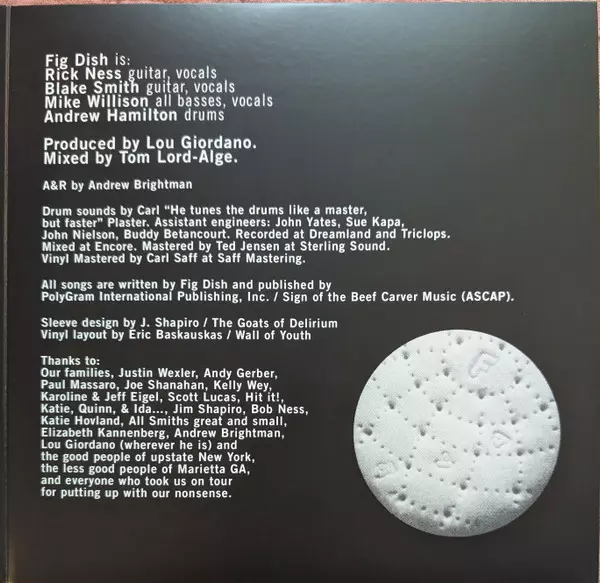 Fig Dish is:
Rick Ness guitar, vocals
Blake Smith guitar, vocals
Mike Willison all basses, vocals
Andrew Hamilton drums
Produced by Lou Giordano.
Mixed by Tom Lord-Alge.
A&R by Andrew Brightman
Drum sounds by Carl “He tunes the drums like a master,
but faster” Plaster. Assistant engineers: John Yates, Sue Kapa,
John Nielson, Buddy Betancourt. Recorded at Dreamland and Triclops.
Mixed at Encore. Mastered by Ted Jensen at Sterling Sound.
Vinyl Mastered by Carl Saff at Saff Mastering.
All songs are written by Fig Dish and published by
PolyGram International Publishing, Inc. / Sign of the Beef Carver Music (ASCAP).
Sleeve design by J. Shapiro / The Goats of Delirium
Vinyl layout by Eric Baskauskas / Wall of Youth
Thanks to:
Our families, Justin Wexler, Andy Gerber,
Paul Massaro, Joe Shanahan, Kelly Wey,
Karoline & Jeff Eigel, Scott Lucas, Hit it!,
Katie, Quinn, & Ida..., Jim Shapiro, Bob Ness,
Katie Hovland, All Smiths great and small,
Elizabeth Kannenberg, Andrew Brightman,
Lou Giordano (wherever he is) and
the good people of upstate New York,
the less good people of Marietta GA,
and everyone who took us on tour
for putting up with our nonsense.